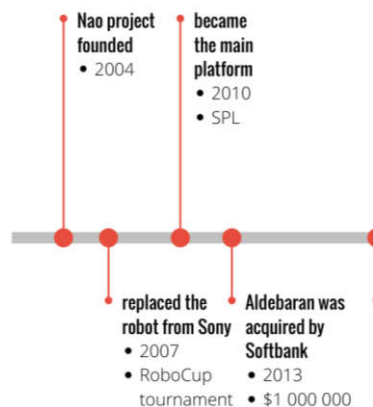 Nao project
founded
• 2004
became
the main
platform
• 2010
• SPL
replaced the
robot from Sony
• 2007
• RoboCup
tournament
Aldebaran was
acquired by
Softbank
• 2013
• $1 000 000